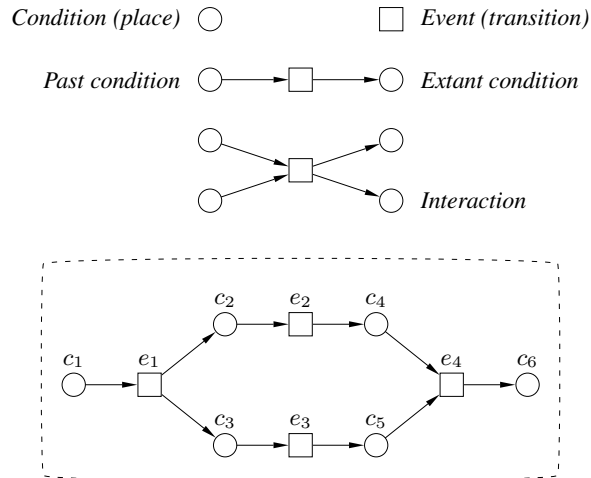 Condition (place) Event (transition)
Past condition Extant condition
Interaction
c2 e2 c4
c1 e1 e4 c6
c3 e3 c5